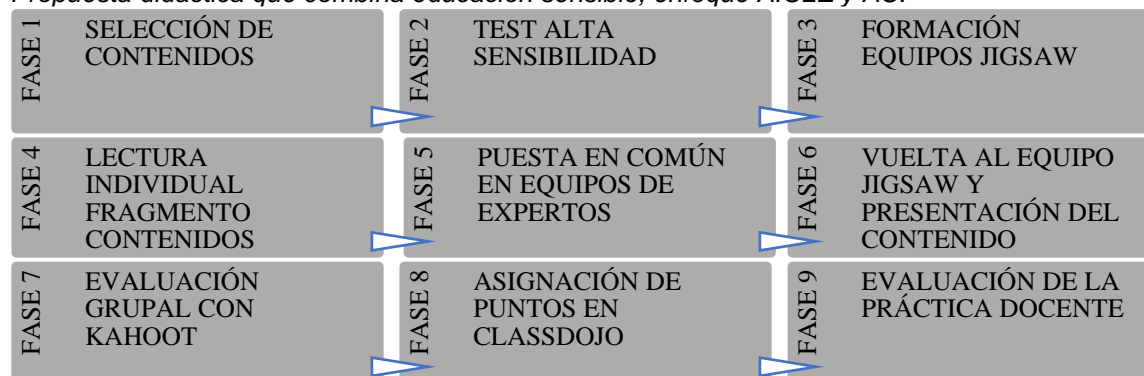 Propuesta didáctica que combina educación sensible, enfoque AICLE y AC.
FASE 1
SELECCIÓN DE
CONTENIDOS
FASE 2
TEST ALTA
SENSIBILIDAD
FASE 3
FORMACIÓN
EQUIPOS JIGSAW
FASE 4
LECTURA
INDIVIDUAL
FRAGMENTO
CONTENIDOS
FASE 5
PUESTA EN COMÚN
EN EQUIPOS DE
EXPERTOS
FASE 6
VUELTA AL EQUIPO
JIGSAW Y
PRESENTACIÓN DEL
CONTENIDO
FASE 7
EVALUACIÓN
GRUPAL CON
KAHOOT
FASE 8
ASIGNACIÓN DE
PUNTOS EN
CLASSDOJO
FASE 9
EVALUACIÓN DE LA
PRÁCTICA DOCENTE